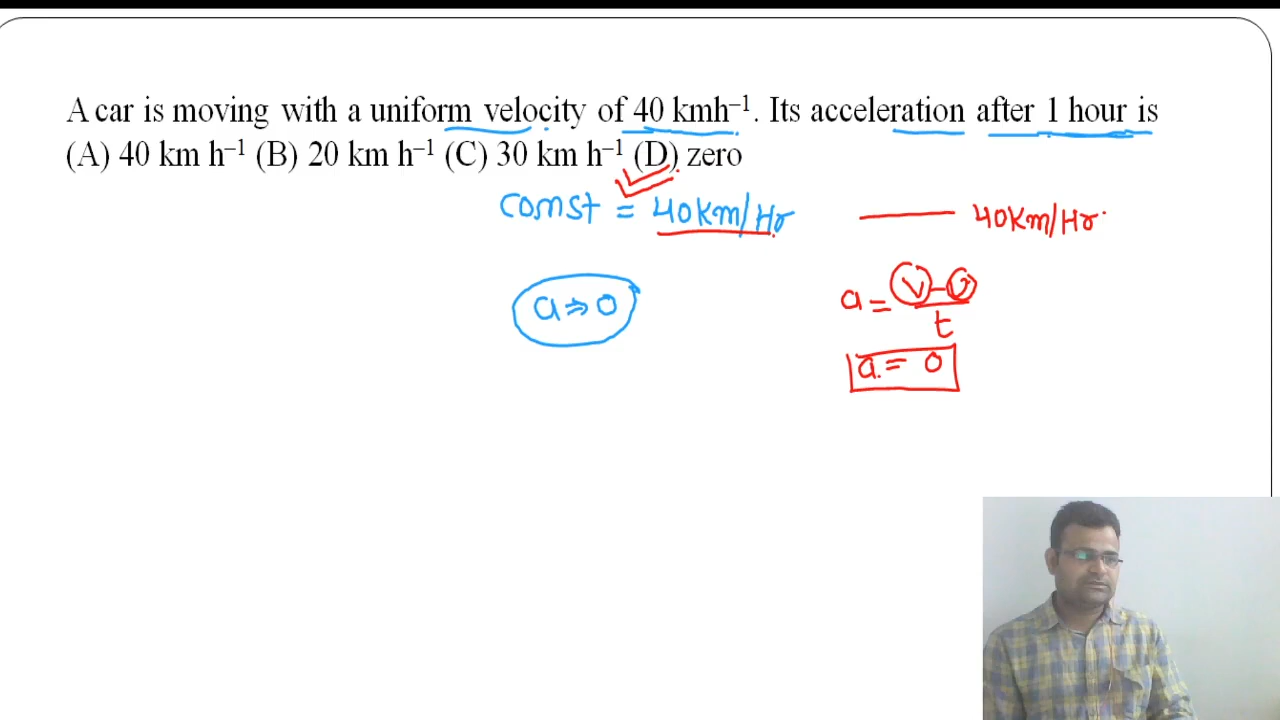 A car is moving with a uniform velocity of 40 kmh⁻¹. Its acceleration after 1 hour is
(A) 40 km h⁻¹ (B) 20 km h⁻¹ (C) 30 km h⁻¹ (D) zero
const = 40Km/Hr
40Km/Hr
a ⇒ 0
a = V-U
t
a = 0